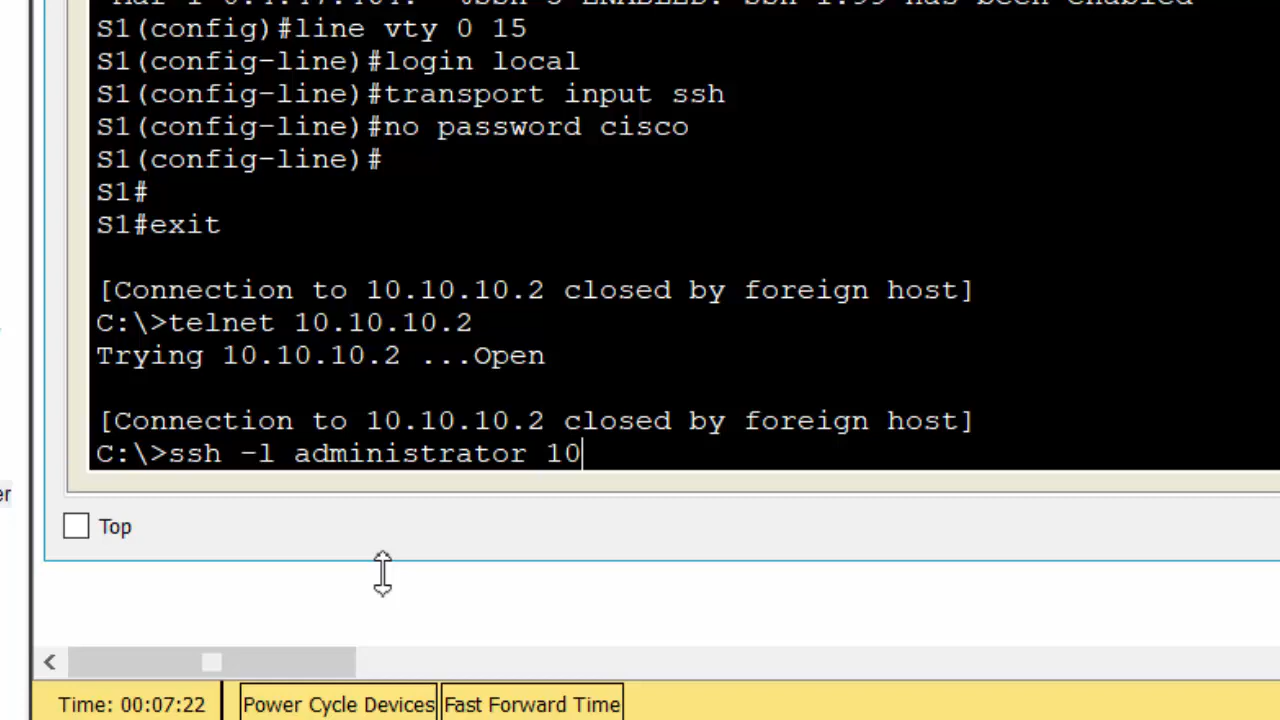 S1(config)#line vty 0 15
S1(config-line)#login local
S1(config-line)#transport input ssh
S1(config-line)#no password cisco
S1(config-line)#
S1#
S1#exit
[Connection to 10.10.10.2 closed by foreign host]
C:\>telnet 10.10.10.2
Trying 10.10.10.2 ...Open
[Connection to 10.10.10.2 closed by foreign host]
C:\>ssh -l administrator 10
er
Top
Time: 00:07:22 Power Cycle Devices Fast Forward Time